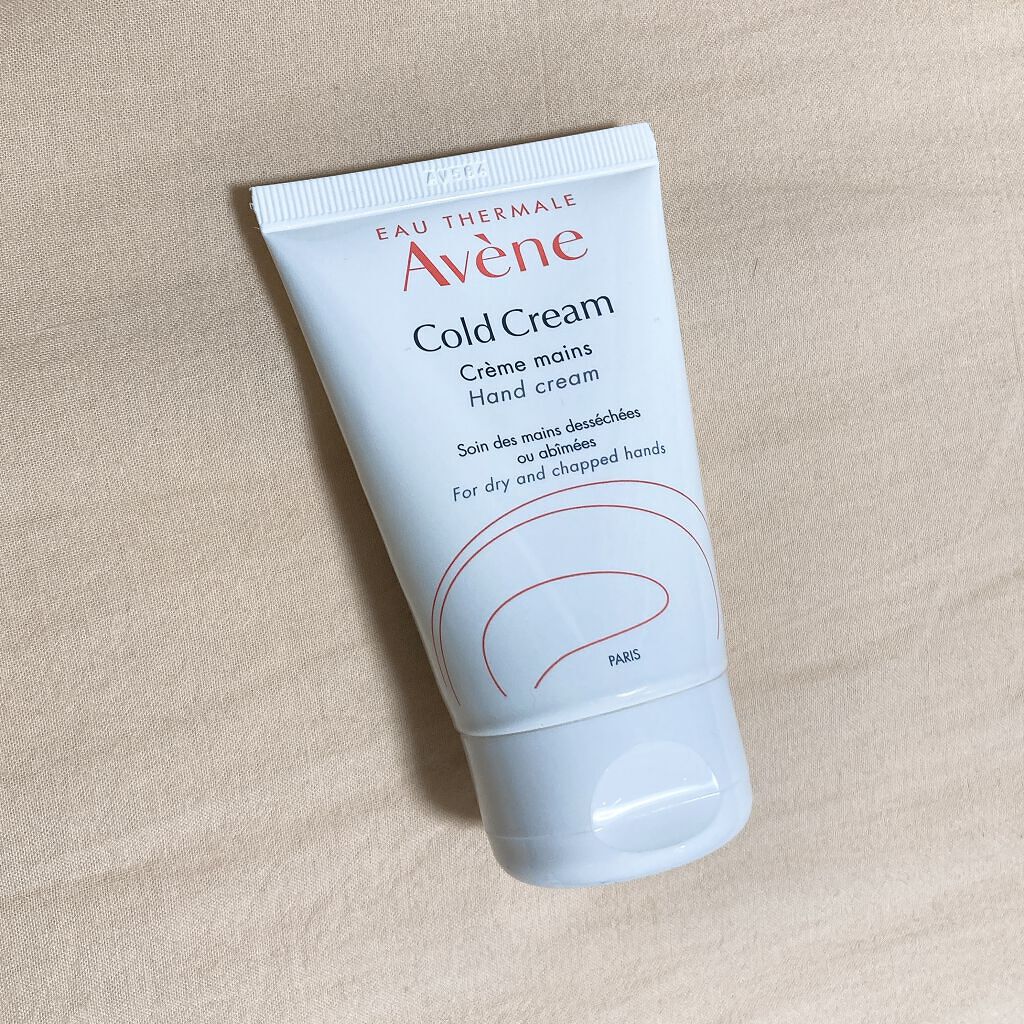 AV584
EAU THERMALE
Avène
Cold Cream
Crème mains
Hand cream
Soin des mains desséchées
ou abîmées
For dry and chapped hands
PARIS